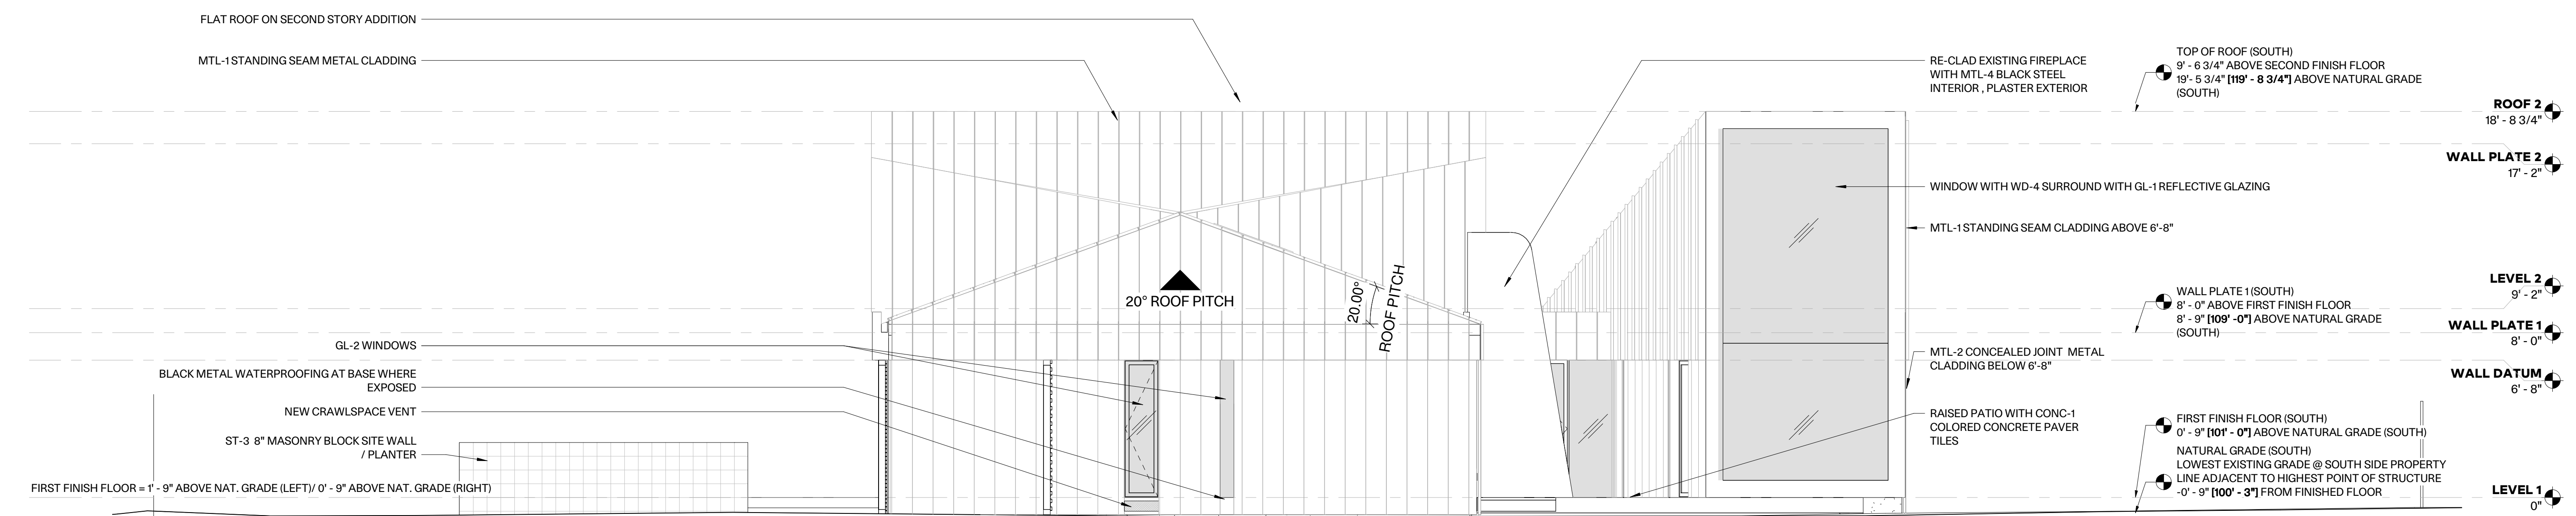 FLAT ROOF ON SECOND STORY ADDITION
MTL-1 STANDING SEAM METAL CLADDING
GL-2 WINDOWS
BLACK METAL WATERPROOFING AT BASE WHERE
EXPOSED
NEW CRAWLSPACE VENT
ST-3 8" MASONRY BLOCK SITE WALL
/ PLANTER
FIRST FINISH FLOOR = 1' - 9" ABOVE NAT. GRADE (LEFT)/ 0' - 9" ABOVE NAT. GRADE (RIGHT)
20° ROOF PITCH
20.00°
ROOF PITCH
RE-CLAD EXISTING FIREPLACE
WITH MTL-4 BLACK STEEL
INTERIOR , PLASTER EXTERIOR
WINDOW WITH WD-4 SURROUND WITH GL-1 REFLECTIVE GLAZING
MTL-1 STANDING SEAM CLADDING ABOVE 6'-8"
MTL-2 CONCEALED JOINT METAL
CLADDING BELOW 6'-8"
RAISED PATIO WITH CONC-1
COLORED CONCRETE PAVER
TILES
TOP OF ROOF (SOUTH)
9' - 6 3/4" ABOVE SECOND FINISH FLOOR
19'- 5 3/4" [119' - 8 3/4"] ABOVE NATURAL GRADE
(SOUTH)
WALL PLATE 1 (SOUTH)
8' - 0" ABOVE FIRST FINISH FLOOR
8' - 9" [109' -0"] ABOVE NATURAL GRADE
(SOUTH)
FIRST FINISH FLOOR (SOUTH)
0' - 9" [101' - 0"] ABOVE NATURAL GRADE (SOUTH)
NATURAL GRADE (SOUTH)
LOWEST EXISTING GRADE @ SOUTH SIDE PROPERTY
LINE ADJACENT TO HIGHEST POINT OF STRUCTURE
-0' - 9" [100' - 3"] FROM FINISHED FLOOR
ROOF 2
18' - 8 3/4"
WALL PLATE 2
17' - 2"
LEVEL 2
9' - 2"
WALL PLATE 1
8' - 0"
WALL DATUM
6' - 8"
LEVEL 1
0"